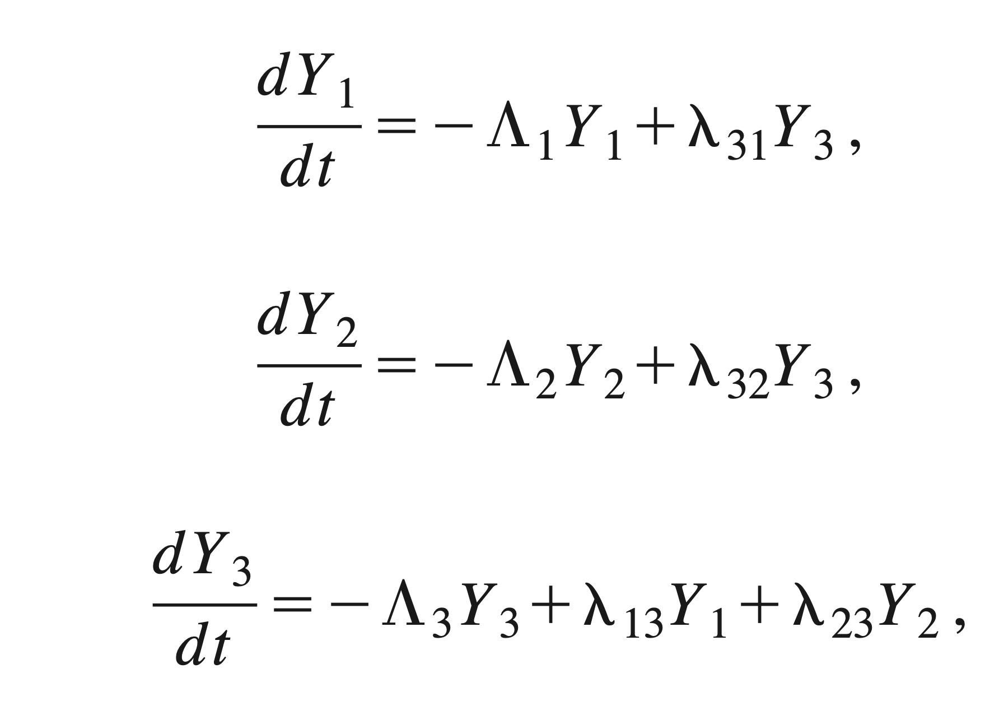 dY₁/dt = −Λ₁Y₁ + λ₃₁Y₃ ,
dY₂/dt = −Λ₂Y₂ + λ₃₂Y₃ ,
dY₃/dt = −Λ₃Y₃ + λ₁₃Y₁ + λ₂₃Y₂ ,